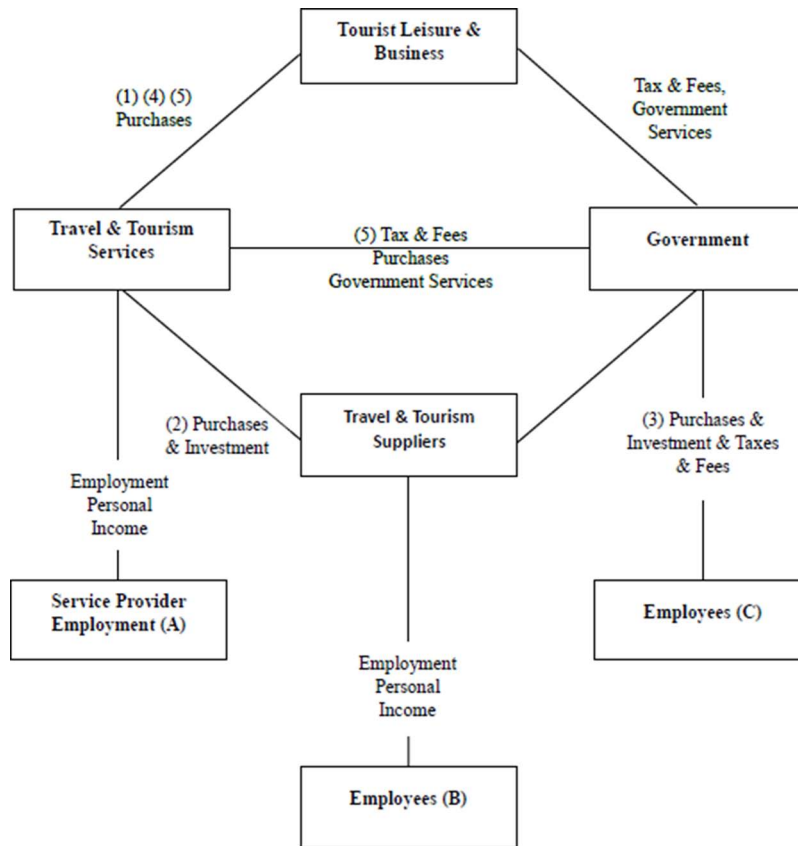 Tourist Leisure &
Business
(1) (4) (5)
Purchases
Tax & Fees,
Government
Services
Travel & Tourism
Services
(5) Tax & Fees
Purchases
Government Services
Government
(2) Purchases
& Investment
Travel & Tourism
Suppliers
(3) Purchases &
Investment & Taxes
& Fees
Employment
Personal
Income
Service Provider
Employment (A)
Employees (C)
Employment
Personal
Income
Employees (B)